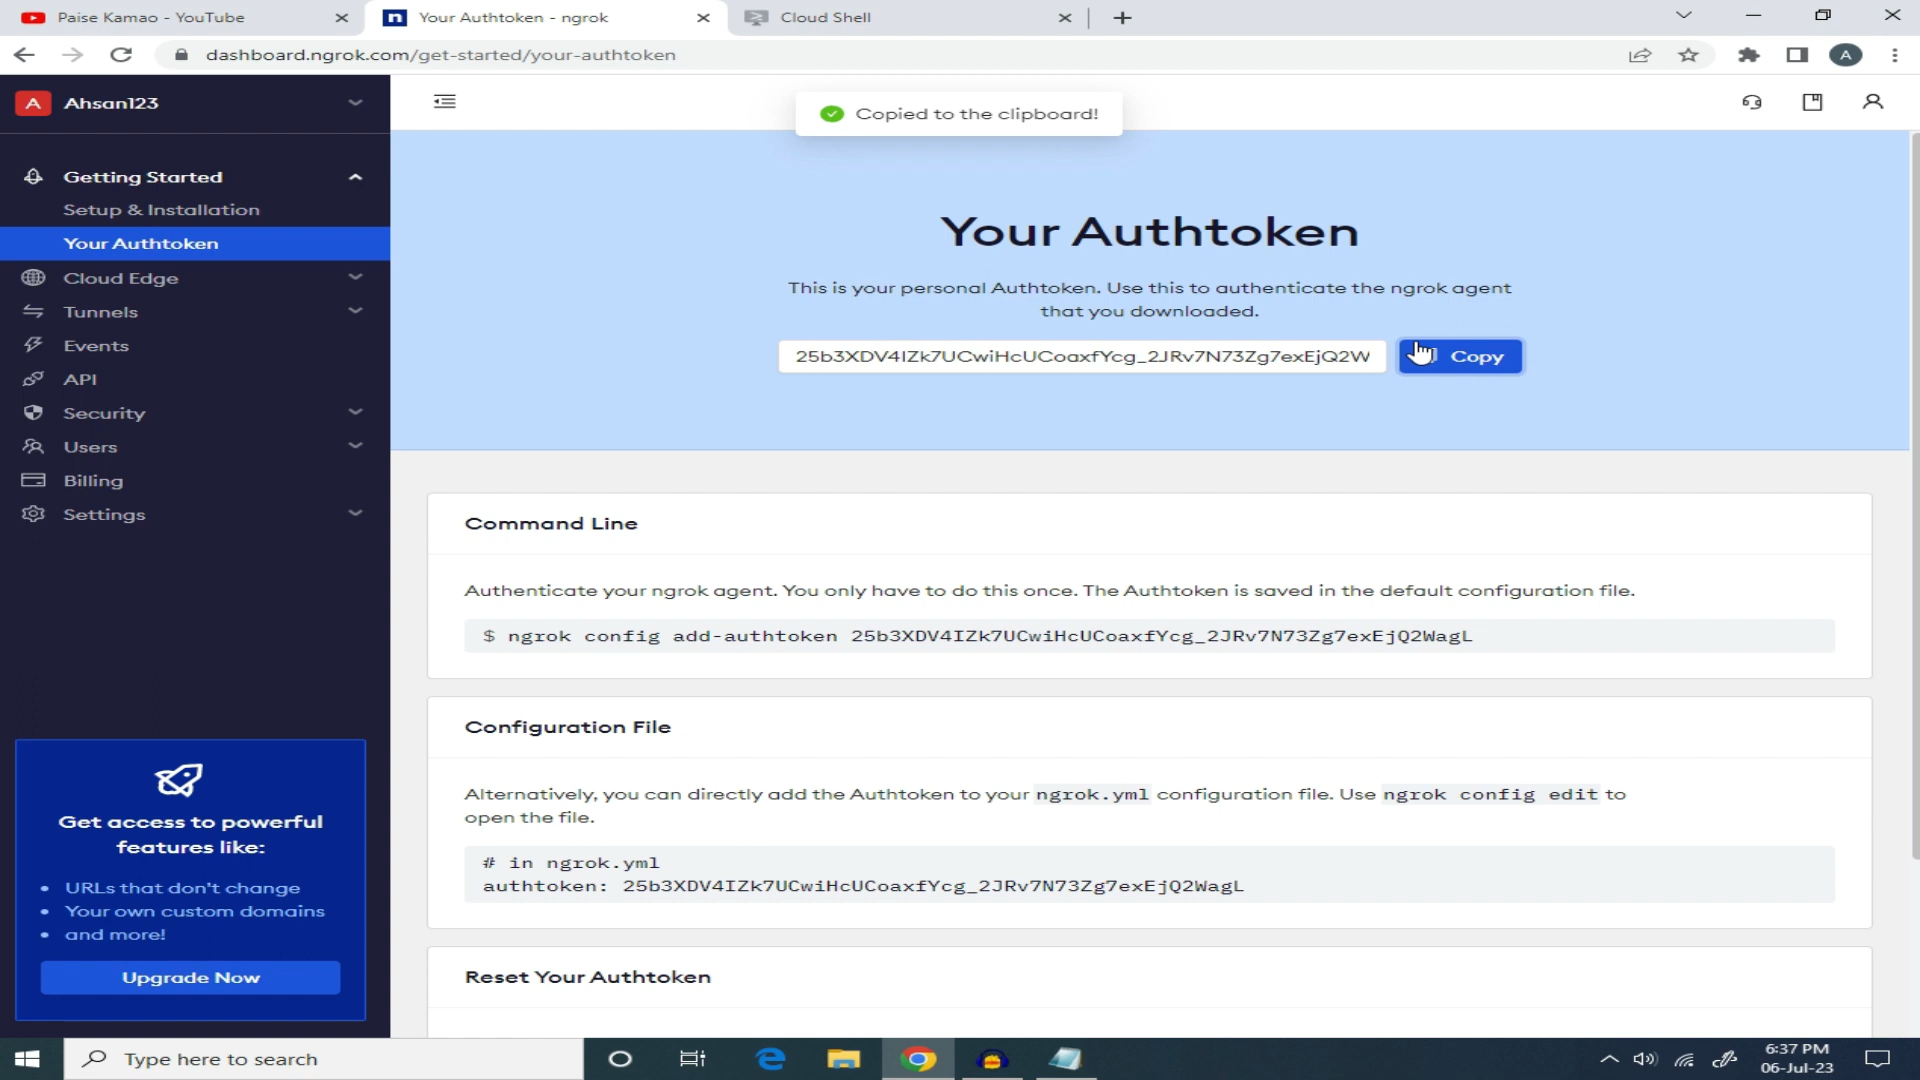 Paise Kamao - YouTube
Your Authtoken - ngrok
Cloud Shell
dashboard.ngrok.com/get-started/your-authtoken
A
A Ahsan123
Copied to the clipboard!
Getting Started
Setup & Installation
Your Authtoken
Cloud Edge
Tunnels
Events
API
Security
Users
Billing
Settings
Get access to powerful
features like:
• URLs that don't change
• Your own custom domains
• and more!
Upgrade Now
Your Authtoken
This is your personal Authtoken. Use this to authenticate the ngrok agent
that you downloaded.
25b3XDV4IZk7UCwiHcUCoaxfYcg_2JRv7N73Zg7exEjQ2W
Copy
Command Line
Authenticate your ngrok agent. You only have to do this once. The Authtoken is saved in the default configuration file.
$ ngrok config add-authtoken 25b3XDV4IZk7UCwiHcUCoaxfYcg_2JRv7N73Zg7exEjQ2WagL
Configuration File
Alternatively, you can directly add the Authtoken to your ngrok.yml configuration file. Use ngrok config edit to
open the file.
# in ngrok.yml
authtoken: 25b3XDV4IZk7UCwiHcUCoaxfYcg_2JRv7N73Zg7exEjQ2WagL
Reset Your Authtoken
Type here to search
6:37 PM
06-Jul-23